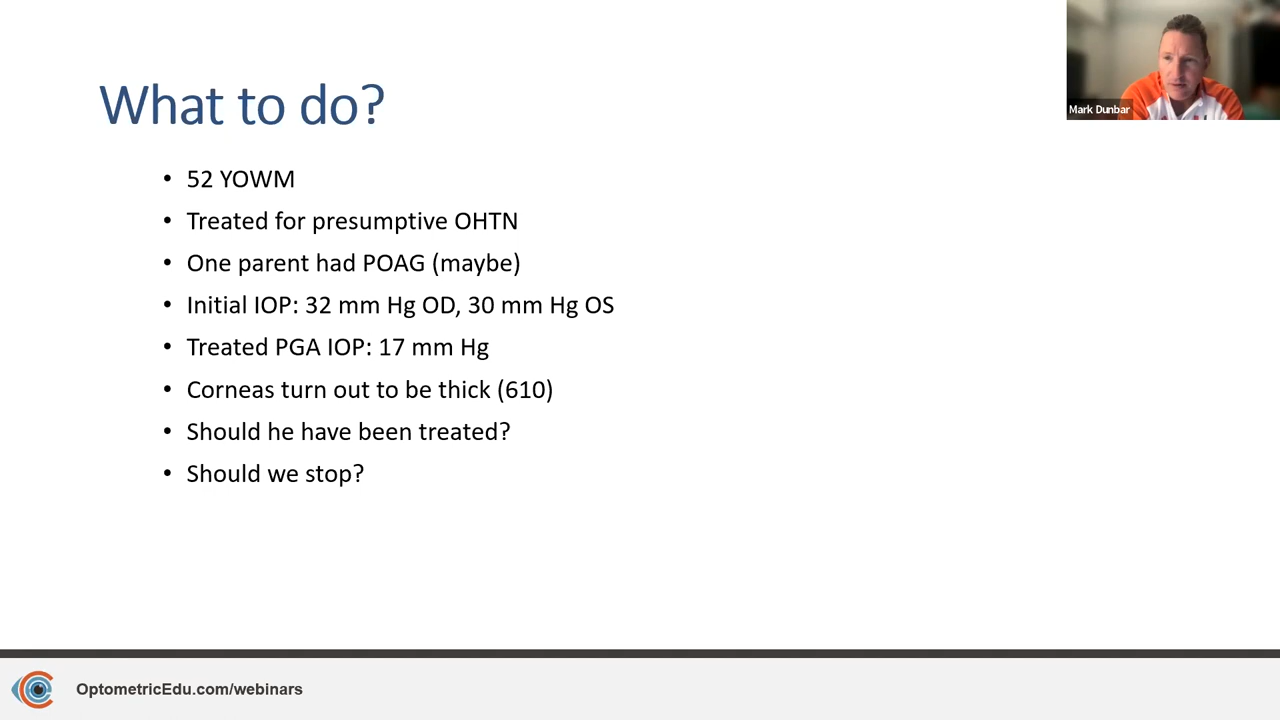 Mark Dunbar
What to do?
• 52 YOWM
• Treated for presumptive OHTN
• One parent had POAG (maybe)
• Initial IOP: 32 mm Hg OD, 30 mm Hg OS
• Treated PGA IOP: 17 mm Hg
• Corneas turn out to be thick (610)
• Should he have been treated?
• Should we stop?
OptometricEdu.com/webinars